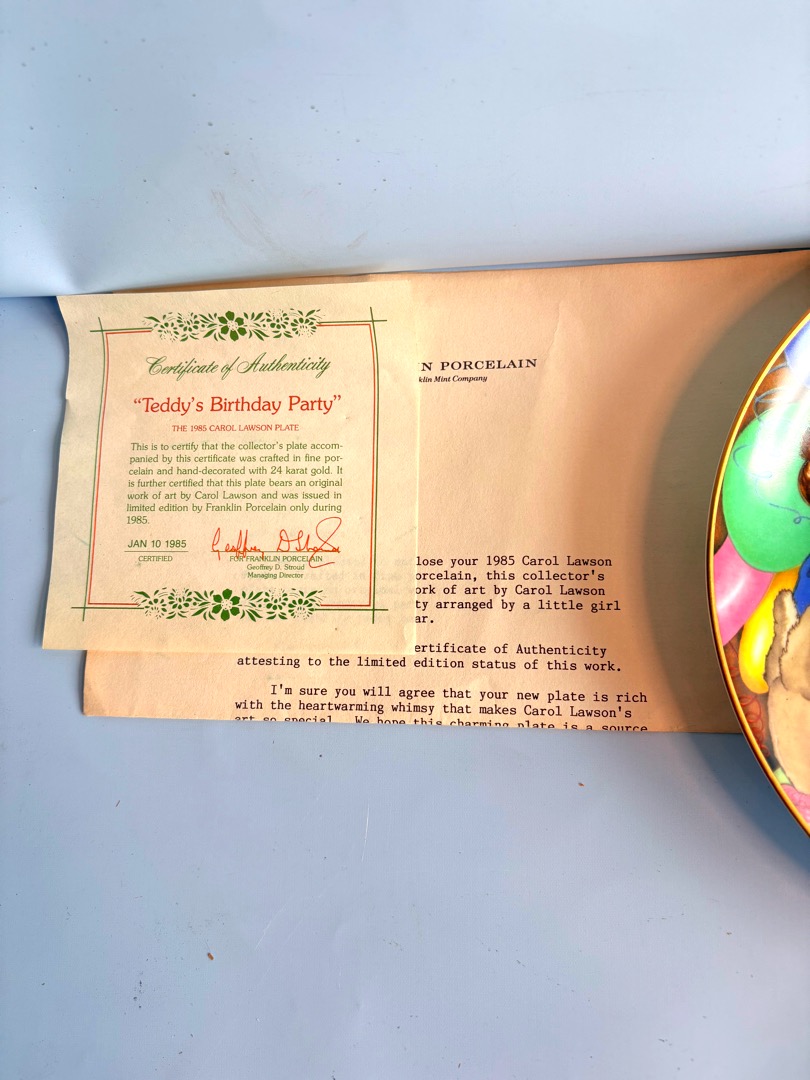 Certificate of Authenticity
“Teddy's Birthday Party”
THE 1985 CAROL LAWSON PLATE
This is to certify that the collector's plate accom-
panied by this certificate was crafted in fine por-
celain and hand-decorated with 24 karat gold. It
is further certified that this plate bears an original
work of art by Carol Lawson and was issued in
limited edition by Franklin Porcelain only during
1985.
JAN 10 1985
CERTIFIED
FOR FRANKLIN PORCELAIN
Geoffrey D. Stroud
Managing Director
N PORCELAIN
klin Mint Company
lose your 1985 Carol Lawson
orcelain, this collector's
ork of art by Carol Lawson
ty arranged by a little girl
ar.
ertificate of Authenticity
attesting to the limited edition status of this work.
I'm sure you will agree that your new plate is rich
with the heartwarming whimsy that makes Carol Lawson's
art so special. We hope this charming plate is a source